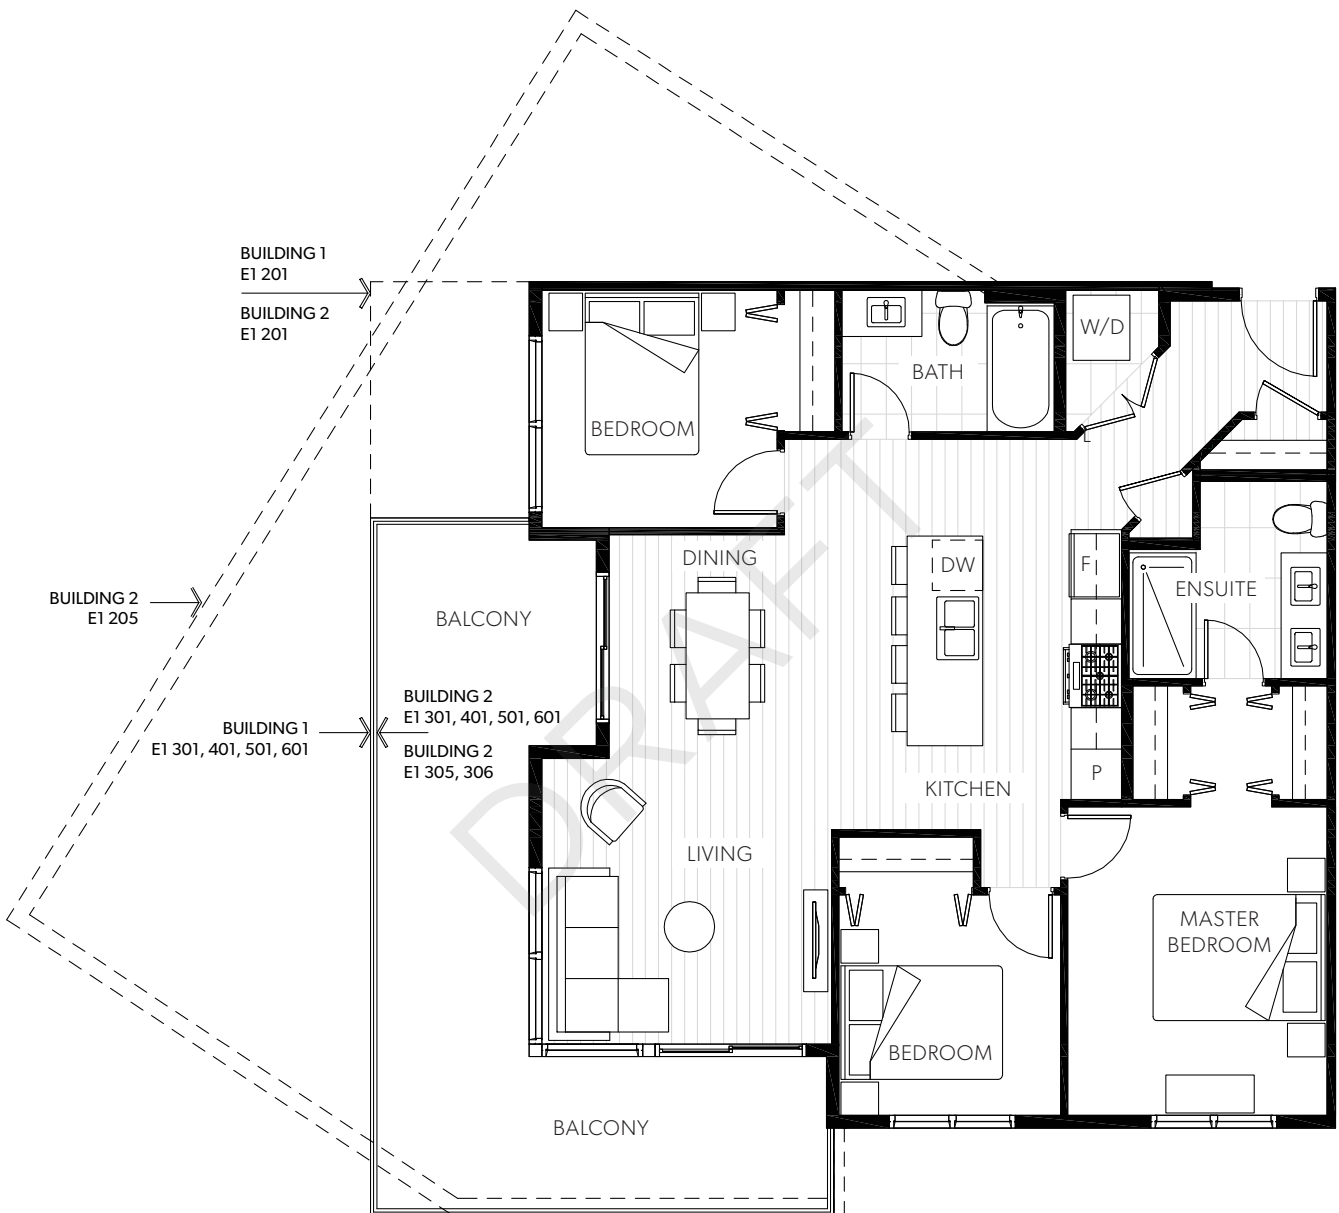 BUILDING 1
E1 201
BUILDING 2
E1 201
W/D
BATH
BEDROOM
L
DINING
DW
F
ENSUITE
BUILDING 2
E1 205
BALCONY
BUILDING 2
E1 301, 401, 501, 601
BUILDING 1
E1 301, 401, 501, 601
BUILDING 2
E1 305, 306
P
KITCHEN
LIVING
MASTER
BEDROOM
BEDROOM
BALCONY
DRAFT